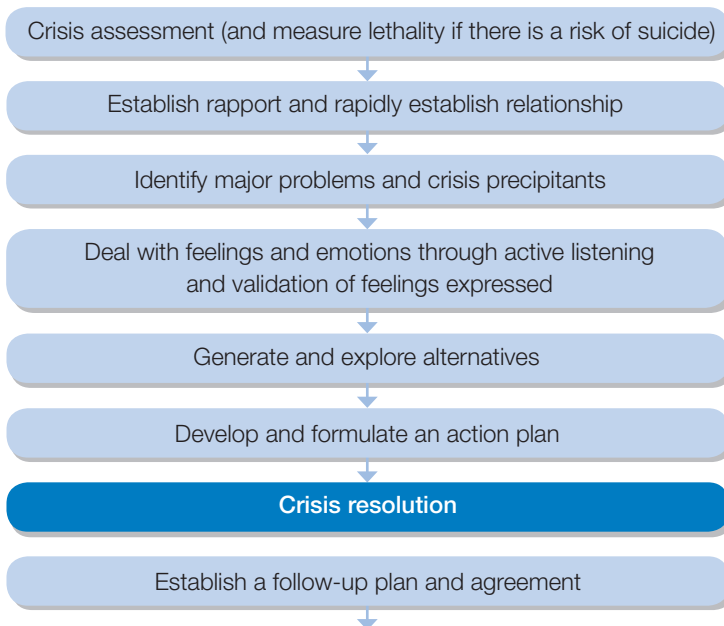 Crisis assessment (and measure lethality if there is a risk of suicide)
Establish rapport and rapidly establish relationship
Identify major problems and crisis precipitants
Deal with feelings and emotions through active listening
and validation of feelings expressed
Generate and explore alternatives
Develop and formulate an action plan
Crisis resolution
Establish a follow-up plan and agreement